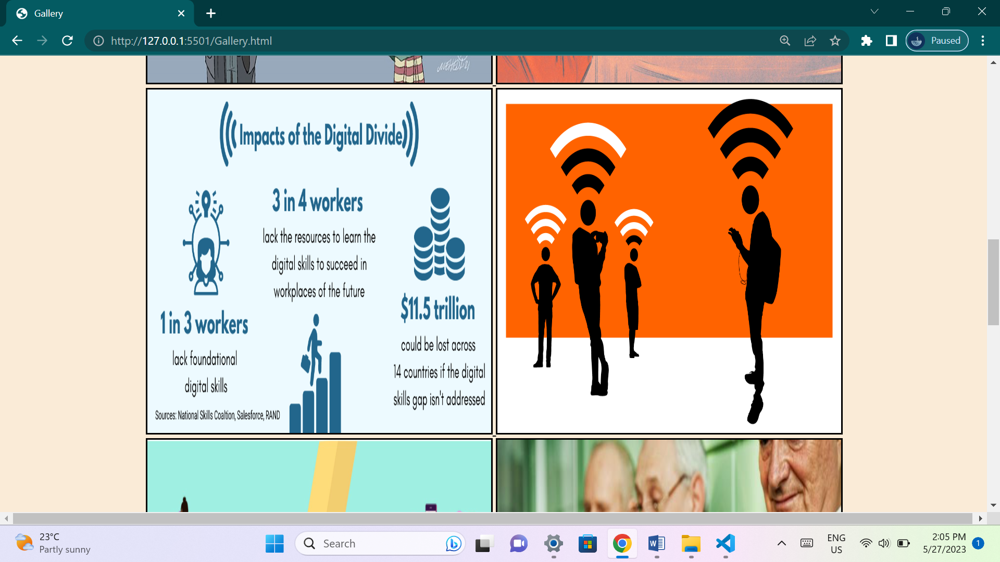 Gallery
http://127.0.0.1:5501/Gallery.html
Paused
Impacts of the Digital Divide
3 in 4 workers
lack the resources to learn the
digital skills to succeed in
workplaces of the future
1 in 3 workers
lack foundational
digital skills
$11.5 trillion
could be lost across
14 countries if the digital
skills gap isn't addressed
Sources: National Skills Coaltion, Salesforce, RAND
23°C
Partly sunny
Search
ENG
US
2:05 PM
5/27/2023
1